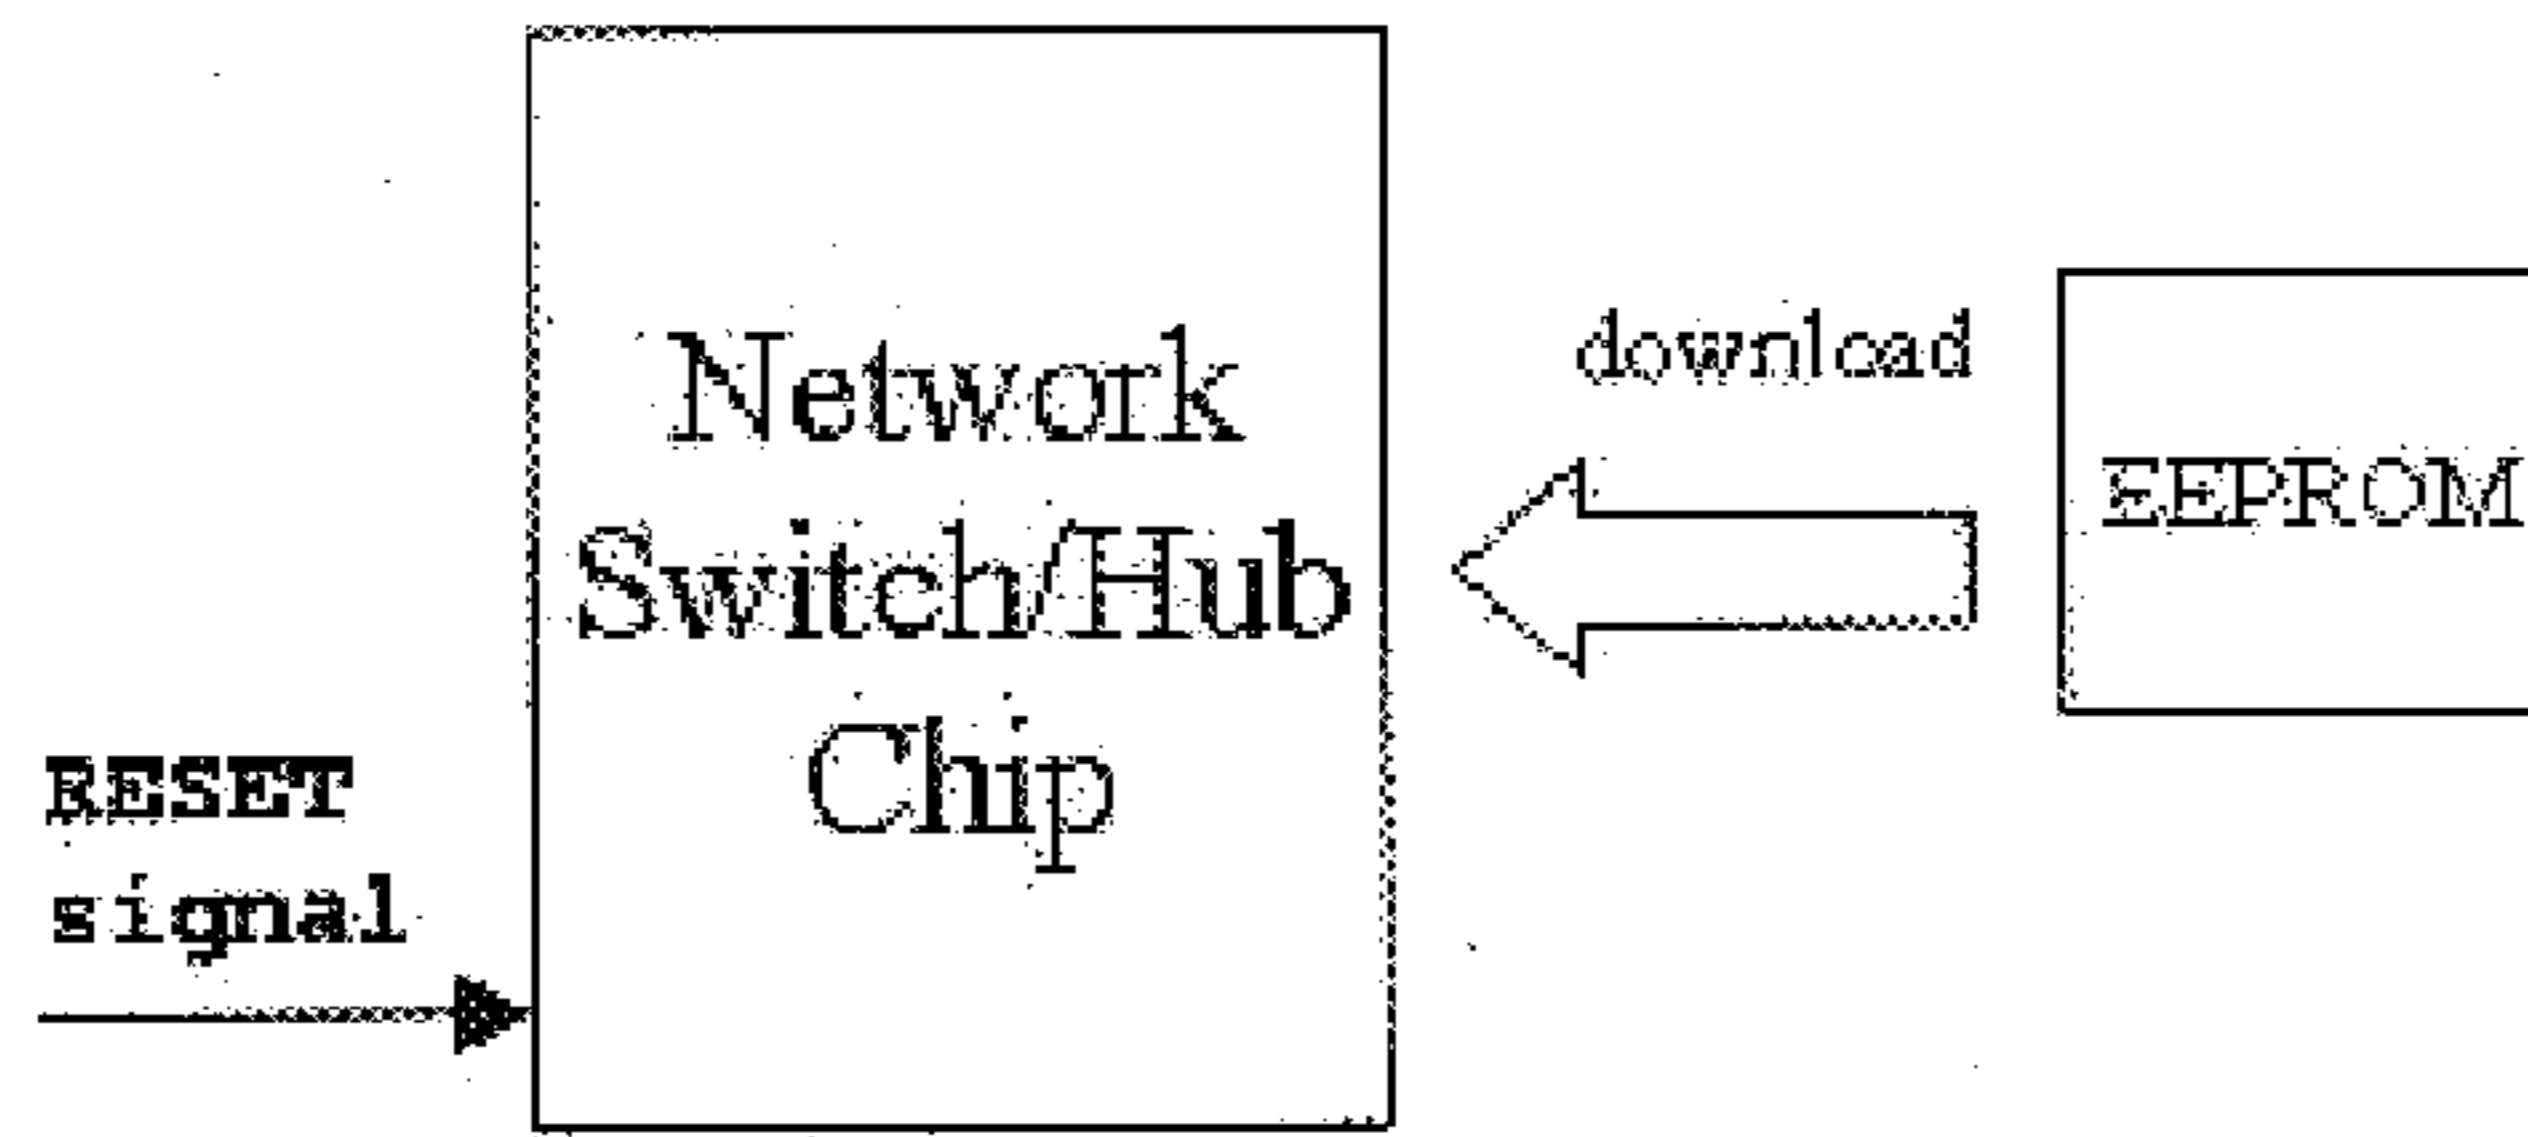 Network
Switch/Hub
Chip
download
EEPROM
RESET
signal